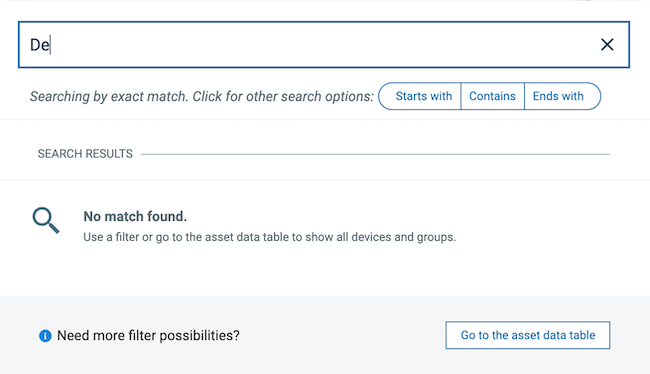 De
Searching by exact match. Click for other search options: Starts with Contains Ends with
SEARCH RESULTS
No match found.
Use a filter or go to the asset data table to show all devices and groups.
Need more filter possibilities? Go to the asset data table